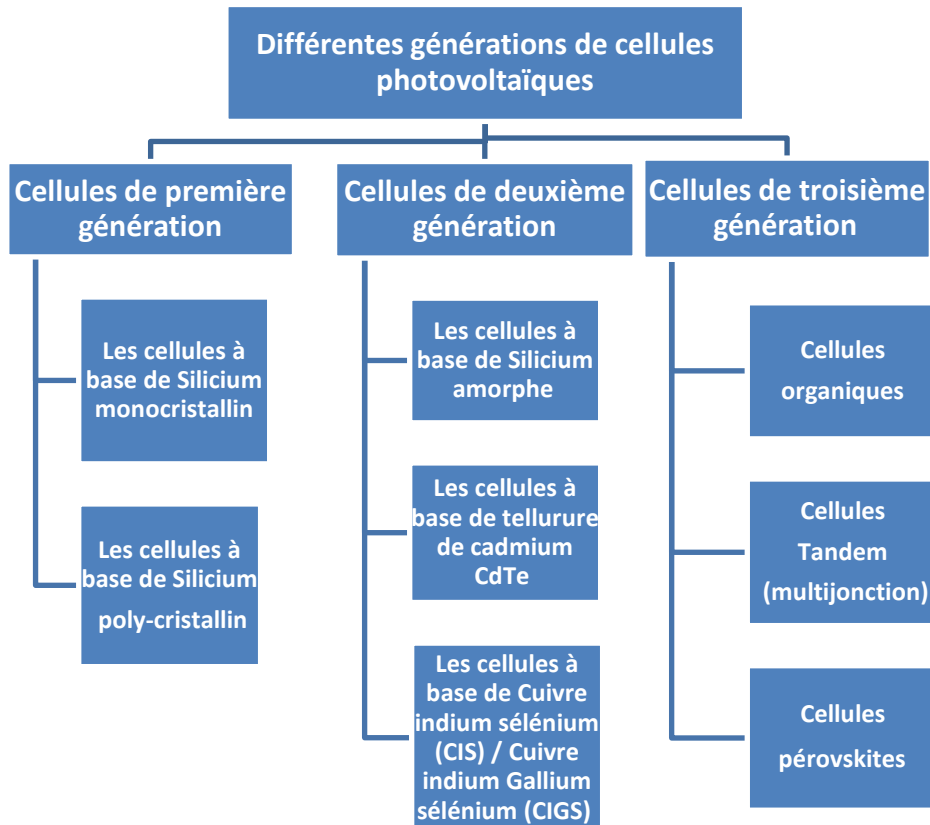 Différentes générations de cellules
photovoltaïques
Cellules de première
génération
Les cellules à
base de Silicium
monocristallin
Les cellules à
base de Silicium
poly-cristallin
Cellules de deuxième
génération
Les cellules à
base de Silicium
amorphe
Les cellules à
base de tellurure
de cadmium
CdTe
Les cellules à
base de Cuivre
indium sélénium
(CIS) / Cuivre
indium Gallium
sélénium (CIGS)
Cellules de troisième
génération
Cellules
organiques
Cellules
Tandem
(multijonction)
Cellules
pérovskites